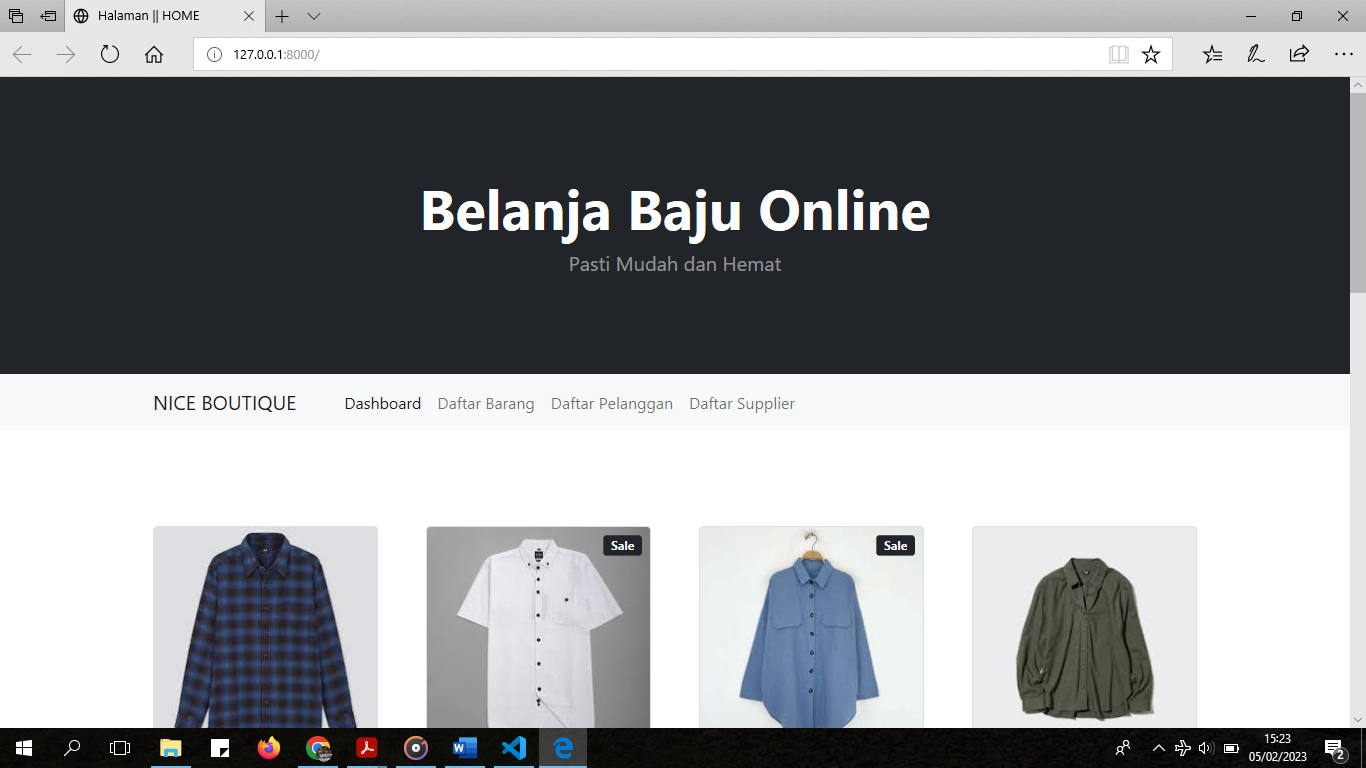 Halaman || HOME
127.0.0.1:8000/
Belanja Baju Online
Pasti Mudah dan Hemat
NICE BOUTIQUE Dashboard Daftar Barang Daftar Pelanggan Daftar Supplier
Sale
Sale
15:23
05/02/2023
2